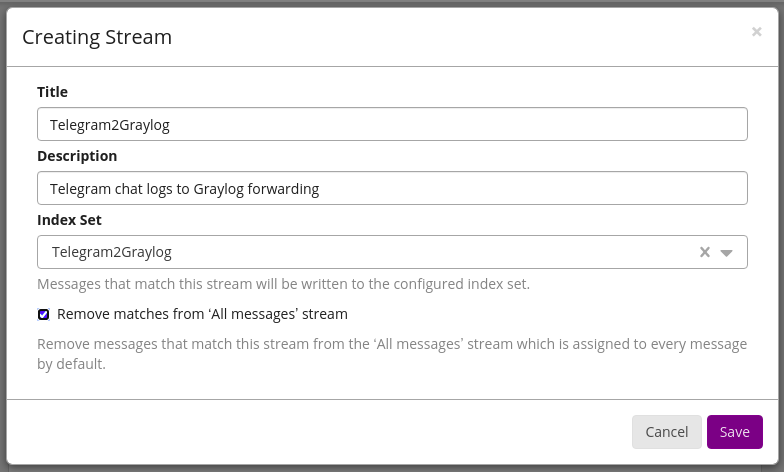 Creating Stream
×
Title
Telegram2Graylog
Description
Telegram chat logs to Graylog forwarding
Index Set
Telegram2Graylog
Messages that match this stream will be written to the configured index set.
Remove matches from ‘All messages’ stream
Remove messages that match this stream from the ‘All messages’ stream which is assigned to every message
by default.
Cancel Save